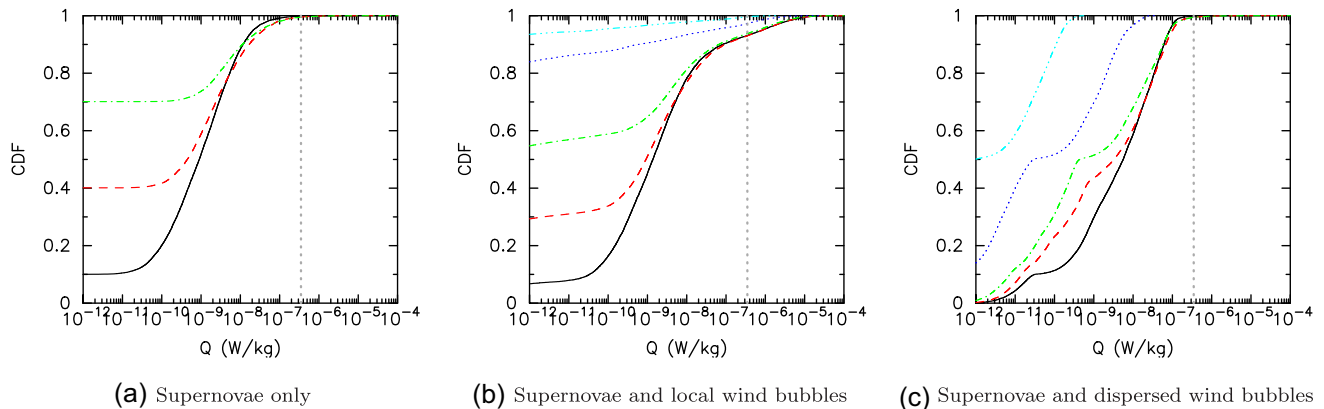 1
0.8
0.6
0.4
0.2
0
CDF
10⁻¹² 10⁻¹¹ 10⁻¹⁰ 10⁻⁹ 10⁻⁸ 10⁻⁷ 10⁻⁶ 10⁻⁵ 10⁻⁴
Q (W/kg)
(a) Supernovae only
1
0.8
0.6
0.4
0.2
0
CDF
10⁻¹² 10⁻¹¹ 10⁻¹⁰ 10⁻⁹ 10⁻⁸ 10⁻⁷ 10⁻⁶ 10⁻⁵ 10⁻⁴
Q (W/kg)
(b) Supernovae and local wind bubbles
1
0.8
0.6
0.4
0.2
0
CDF
10⁻¹² 10⁻¹¹ 10⁻¹⁰ 10⁻⁹ 10⁻⁸ 10⁻⁷ 10⁻⁶ 10⁻⁵ 10⁻⁴
Q (W/kg)
(c) Supernovae and dispersed wind bubbles